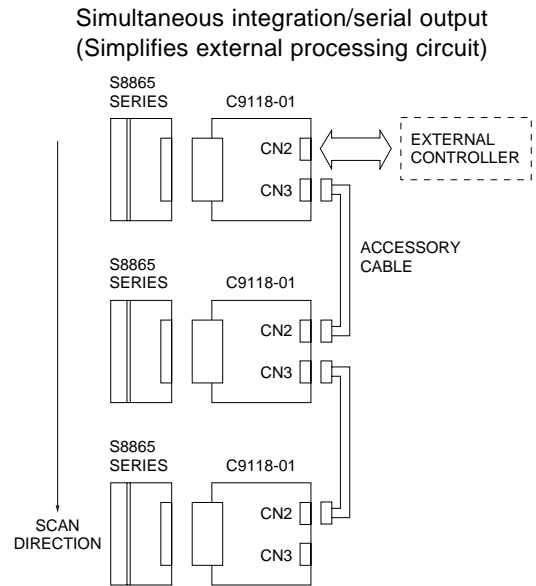 Simultaneous integration/serial output
(Simplifies external processing circuit)
S8865
SERIES
C9118-01
CN2
CN3
EXTERNAL
CONTROLLER
ACCESSORY
CABLE
S8865
SERIES
C9118-01
CN2
CN3
S8865
SERIES
C9118-01
CN2
CN3
SCAN
DIRECTION